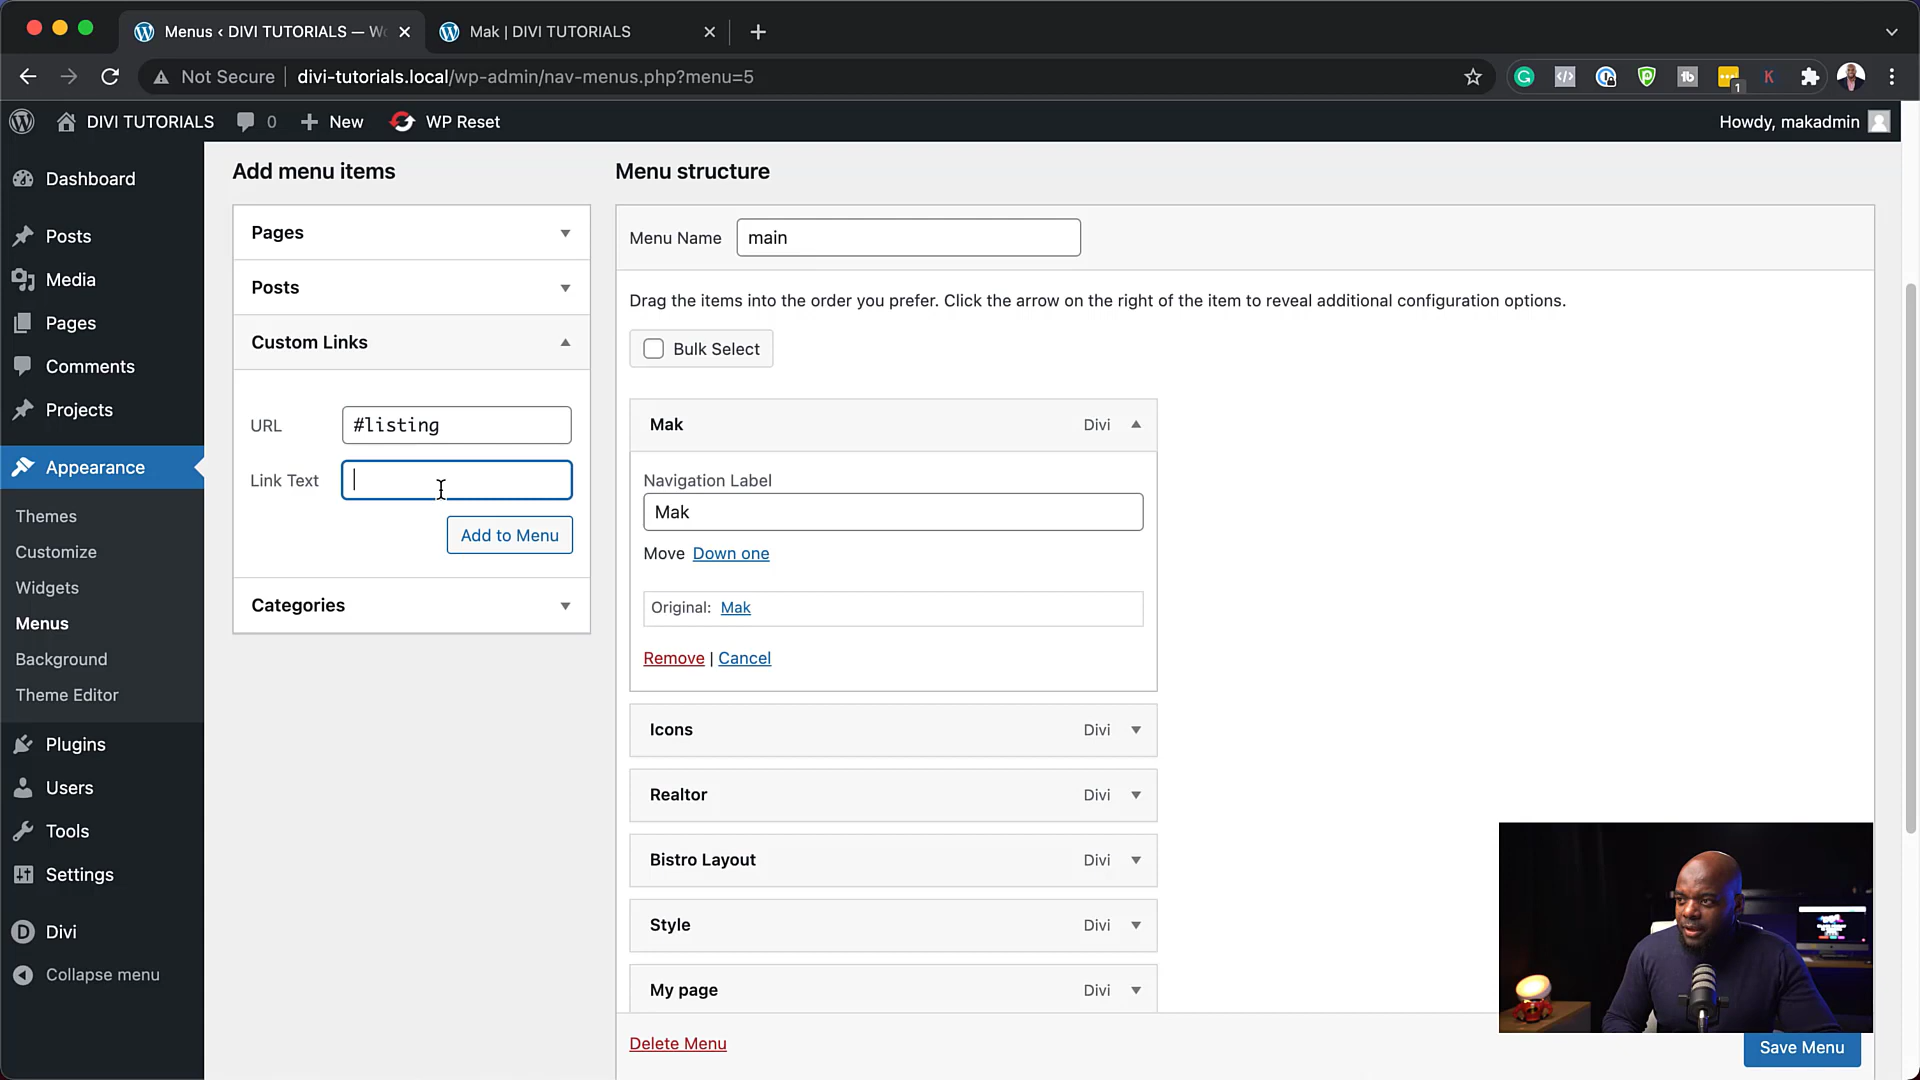 Menus ‹ DIVI TUTORIALS — Wo
Mak | DIVI TUTORIALS
Not Secure
divi-tutorials.local/wp-admin/nav-menus.php?menu=5
1
DIVI TUTORIALS
0
New
WP Reset
Howdy, makadmin
Dashboard
Posts
Media
Pages
Comments
Projects
Appearance
Themes
Customize
Widgets
Menus
Background
Theme Editor
Plugins
Users
Tools
Settings
Divi
Collapse menu
Add menu items
Pages
Posts
Custom Links
URL
#listing
Link Text
Add to Menu
Categories
Menu structure
Menu Name
main
Drag the items into the order you prefer. Click the arrow on the right of the item to reveal additional configuration options.
Bulk Select
Mak
Divi
Navigation Label
Mak
Move Down one
Original: Mak
Remove | Cancel
Icons
Divi
Realtor
Divi
Bistro Layout
Divi
Style
Divi
My page
Divi
Delete Menu
Save Menu